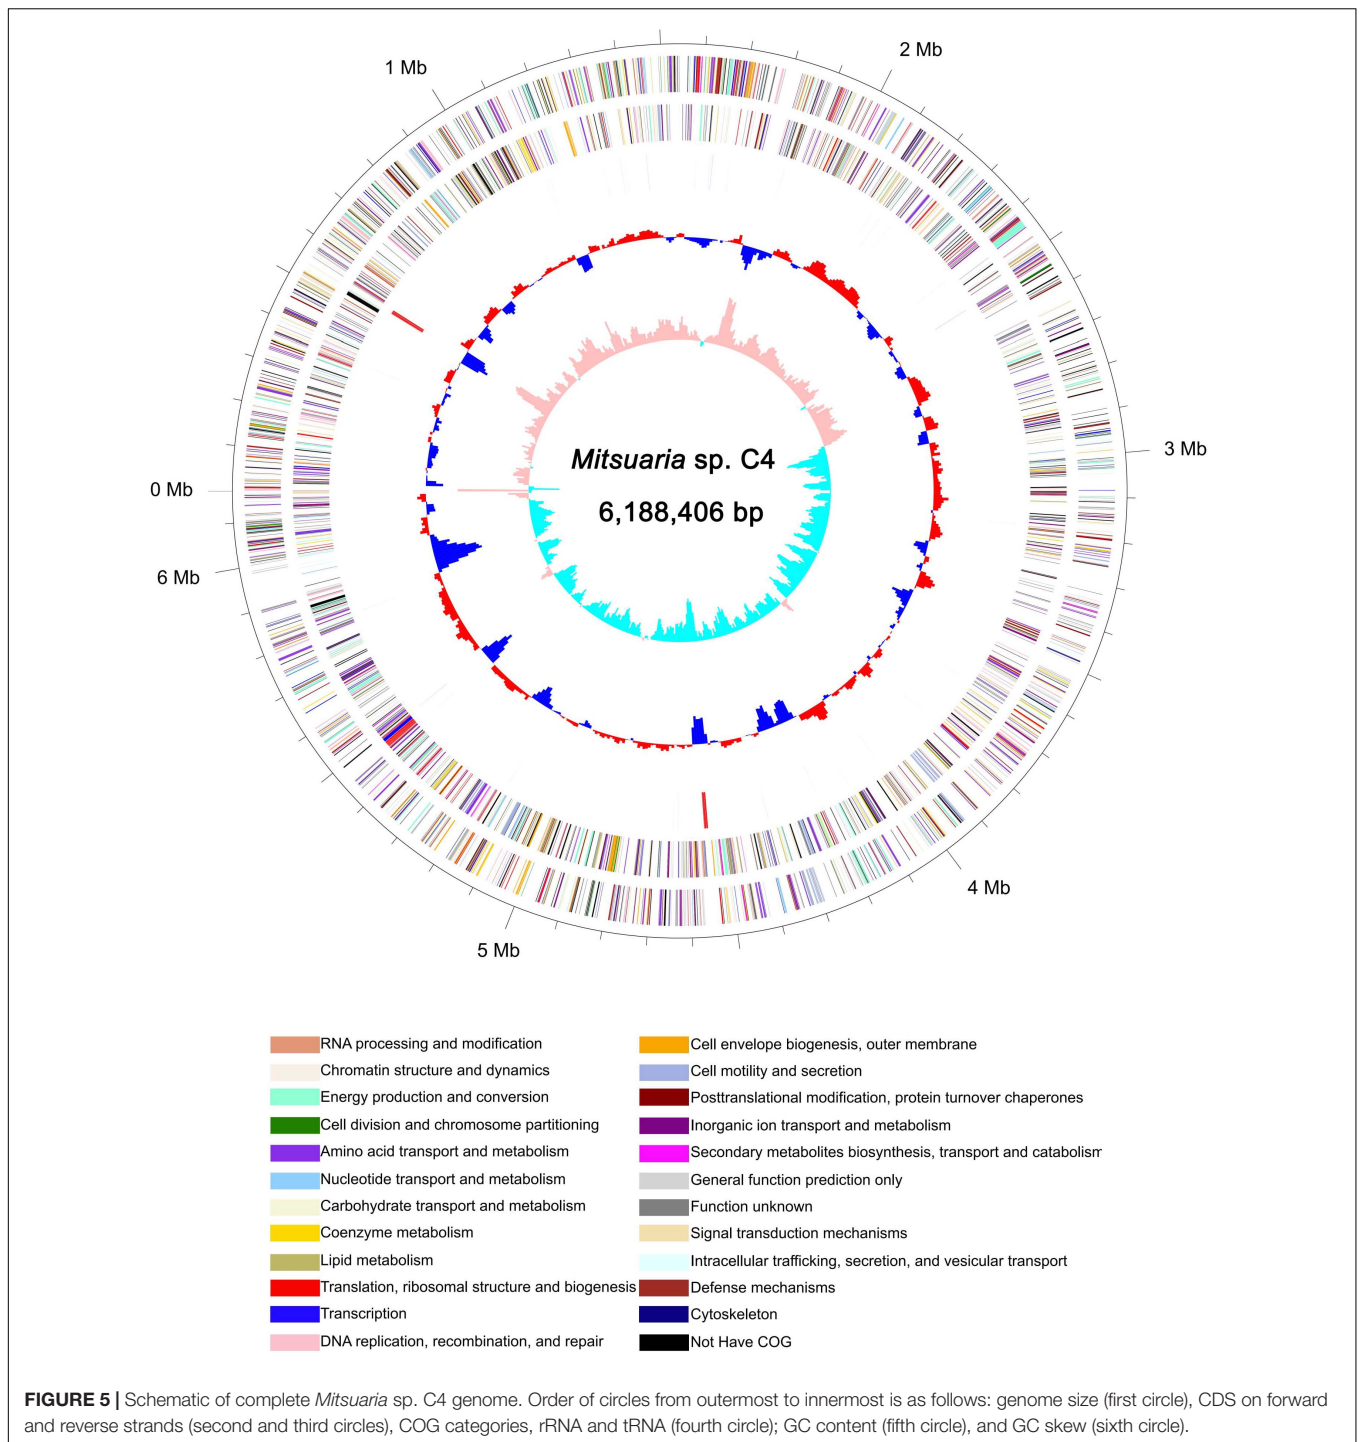 2 Mb
1 Mb
3 Mb
Mitsuaria sp. C4
0 Mb
6,188,406 bp
6 Mb
4 Mb
5 Mb
RNA processing and modification
Chromatin structure and dynamics
Energy production and conversion
Cell division and chromosome partitioning
Amino acid transport and metabolism
Nucleotide transport and metabolism
Carbohydrate transport and metabolism
Coenzyme metabolism
Lipid metabolism
Translation, ribosomal structure and biogenesis
Transcription
DNA replication, recombination, and repair
Cell envelope biogenesis, outer membrane
Cell motility and secretion
Posttranslational modification, protein turnover chaperones
Inorganic ion transport and metabolism
Secondary metabolites biosynthesis, transport and catabolism
General function prediction only
Function unknown
Signal transduction mechanisms
Intracellular trafficking, secretion, and vesicular transport
Defense mechanisms
Cytoskeleton
Not Have COG
FIGURE 5 | Schematic of complete Mitsuaria sp. C4 genome. Order of circles from outermost to innermost is as follows: genome size (first circle), CDS on forward
and reverse strands (second and third circles), COG categories, rRNA and tRNA (fourth circle); GC content (fifth circle), and GC skew (sixth circle).